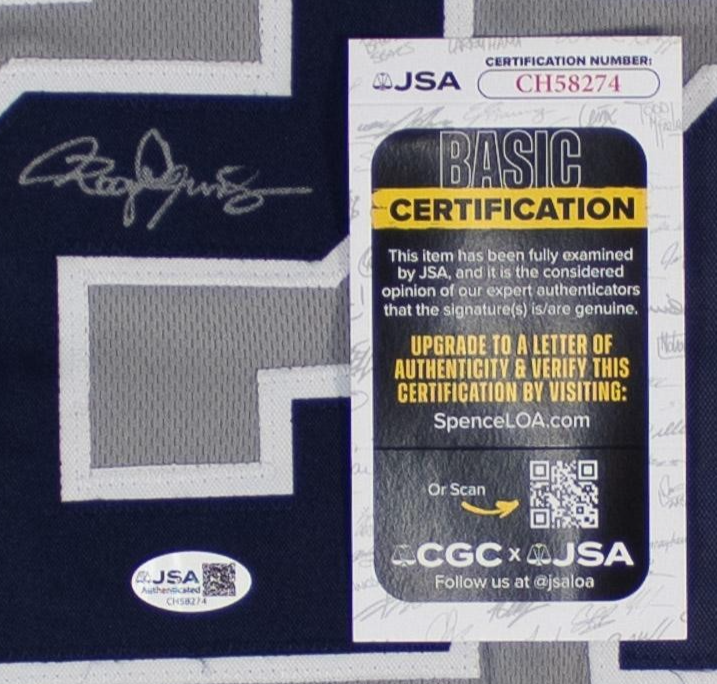 JSA
CERTIFICATION NUMBER:
CH58274
BASIC
CERTIFICATION
This item has been fully examined
by JSA, and it is the considered
opinion of our expert authenticators
that the signature(s) is/are genuine.
UPGRADE TO A LETTER OF
AUTHENTICITY & VERIFY THIS
CERTIFICATION BY VISITING:
SpenceLOA.com
Or Scan
CGC x JSA
Follow us at @jsaloa
JSA
Authenticated
CH58274